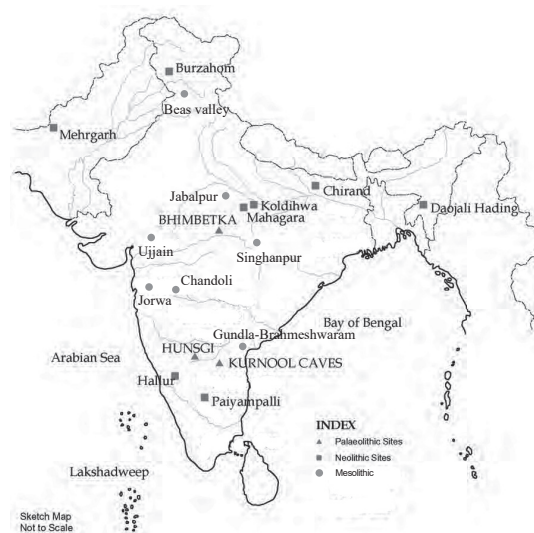 Burzahom
Beas valley
Mehrgarh
Chirand
Jabalpur
Koldihwa
Mahagara
Daojali Hading
BHIMBETKA
Ujjain
Singhanpur
Chandoli
Jorwa
Bay of Bengal
Gundla-Brahmeshwaram
HUNSGI
Arabian Sea
KURNOOL CAVES
Hallur
Paiyampalli
INDEX
Palaeolithic Sites
Neolithic Sites
Mesolithic
Lakshadweep
Sketch Map
Not to Scale